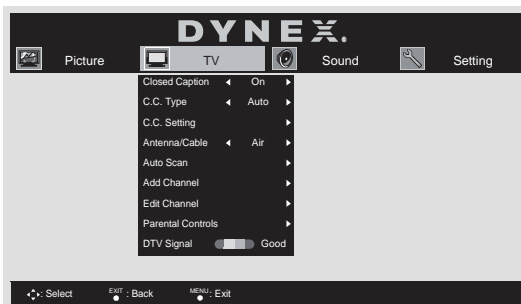 DYNEX.
Picture TV Sound Setting
Closed Caption On
C.C. Type Auto
C.C. Setting
Antenna/Cable Air
Auto Scan
Add Channel
Edit Channel
Parental Controls
DTV Signal Good
: Select EXIT : Back MENU : Exit